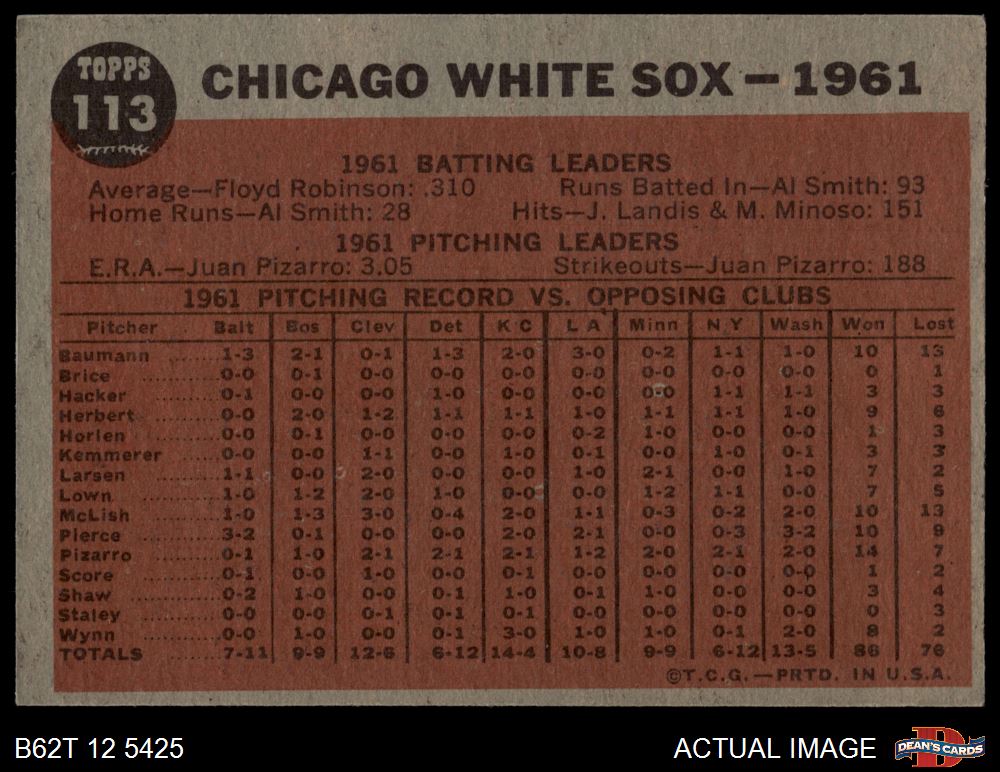 TOPPS
113
CHICAGO WHITE SOX — 1961
1961 BATTING LEADERS
Average—Floyd Robinson: .310 Runs Batted In—Al Smith: 93
Home Runs—Al Smith: 28 Hits—J. Landis & M. Minoso: 151
1961 PITCHING LEADERS
E.R.A.—Juan Pizarro: 3.05 Strikeouts—Juan Pizarro: 188
1961 PITCHING RECORD VS. OPPOSING CLUBS
Pitcher Balt Bos Clev Det K C L A Minn N Y Wash Won Lost
Baumann ........1-3 2-1 0-1 1-3 2-0 3-0 0-2 1-1 1-0 10 13
Brice ............0-0 0-1 0-0 0-0 0-0 0-0 0-0 0-0 0-0 0 1
Hacker ............0-1 0-0 0-0 1-0 0-0 0-0 0-0 1-1 1-1 3 3
Herbert ............0-0 2-0 1-2 1-1 1-1 1-0 1-1 1-1 1-0 9 6
Horlen ............0-0 0-1 0-0 0-0 0-0 0-2 1-0 0-0 0-0 1 3
Kemmerer ........0-0 0-0 1-1 0-0 1-0 0-1 0-0 1-0 0-1 3 3
Larsen ............1-1 0-0 2-0 0-0 0-0 1-0 2-1 0-0 1-0 7 2
Lown ............1-0 1-2 2-0 1-0 0-0 0-0 1-2 1-1 0-0 7 5
McLish ............1-0 1-3 3-0 0-4 2-0 1-1 0-3 0-2 2-0 10 13
Pierce ............3-2 0-1 0-0 0-0 2-0 2-1 0-0 0-3 3-2 10 9
Pizarro ............0-1 1-0 2-1 2-1 2-1 1-2 2-0 2-1 2-0 14 7
Score ............0-1 0-0 1-0 0-0 0-1 0-0 0-0 0-0 0-0 1 2
Shaw ............0-2 1-0 0-0 0-1 1-0 0-1 1-0 0-0 0-0 3 4
Staley ............0-0 0-0 0-1 0-1 0-1 0-0 0-0 0-0 0-0 0 3
Wynn ............0-0 1-0 0-0 0-1 3-0 1-0 1-0 0-1 2-0 8 2
TOTALS ........7-11 9-9 12-6 6-12 14-4 10-8 9-9 6-12 13-5 86 76
©T.C.G.—PRTD. IN U.S.A.
B62T 12 5425 ACTUAL IMAGE
DEAN'S CARDS